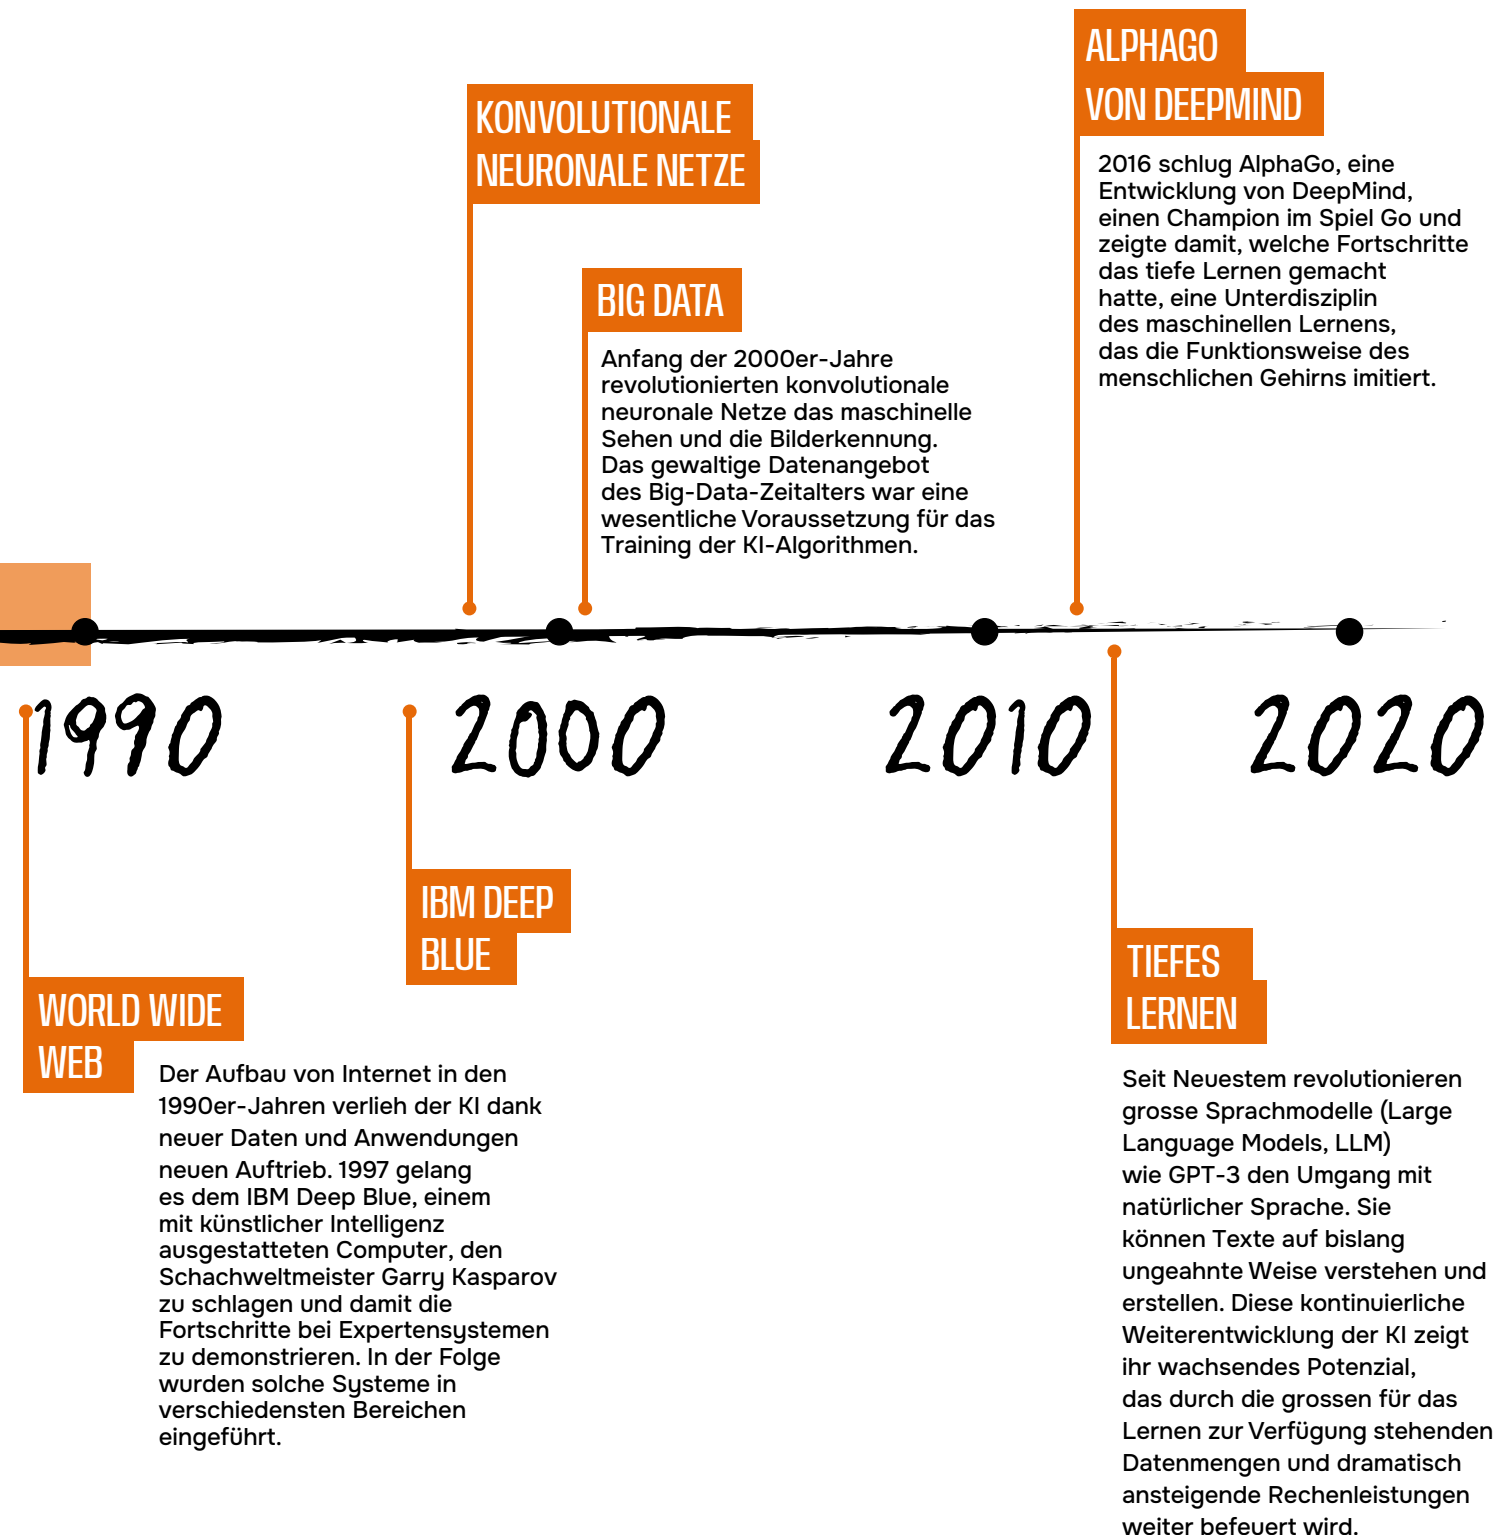 ALPHAGO
VON DEEPMIND
2016 schlug AlphaGo, eine
Entwicklung von DeepMind,
einen Champion im Spiel Go und
zeigte damit, welche Fortschritte
das tiefe Lernen gemacht
hatte, eine Unterdisziplin
des maschinellen Lernens,
das die Funktionsweise des
menschlichen Gehirns imitiert.
KONVOLUTIONALE
NEURONALE NETZE
BIG DATA
Anfang der 2000er-Jahre
revolutionierten konvolutionale
neuronale Netze das maschinelle
Sehen und die Bilderkennung.
Das gewaltige Datenangebot
des Big-Data-Zeitalters war eine
wesentliche Voraussetzung für das
Training der KI-Algorithmen.
1990
2000
2010
2020
IBM DEEP
BLUE
WORLD WIDE
WEB
Der Aufbau von Internet in den
1990er-Jahren verlieh der KI dank
neuer Daten und Anwendungen
neuen Auftrieb. 1997 gelang
es dem IBM Deep Blue, einem
mit künstlicher Intelligenz
ausgestatteten Computer, den
Schachweltmeister Garry Kasparov
zu schlagen und damit die
Fortschritte bei Expertensystemen
zu demonstrieren. In der Folge
wurden solche Systeme in
verschiedensten Bereichen
eingeführt.
TIEFES
LERNEN
Seit Neuestem revolutionieren
grosse Sprachmodelle (Large
Language Models, LLM)
wie GPT-3 den Umgang mit
natürlicher Sprache. Sie
können Texte auf bislang
ungeahnte Weise verstehen und
erstellen. Diese kontinuierliche
Weiterentwicklung der KI zeigt
ihr wachsendes Potenzial,
das durch die grossen für das
Lernen zur Verfügung stehenden
Datenmengen und dramatisch
ansteigende Rechenleistungen
weiter befeuert wird.